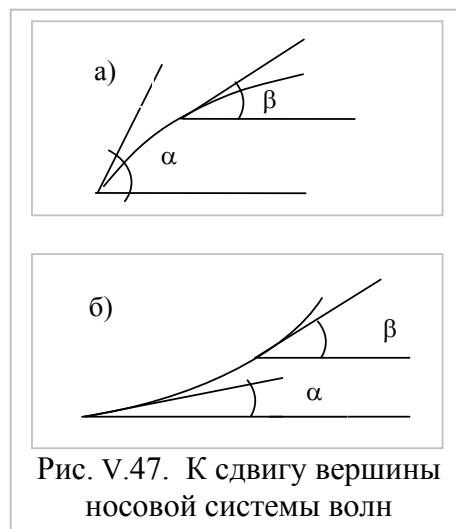 а)
β
α
б)
β
α
Рис. V.47. К сдвигу вершины
носовой системы волн